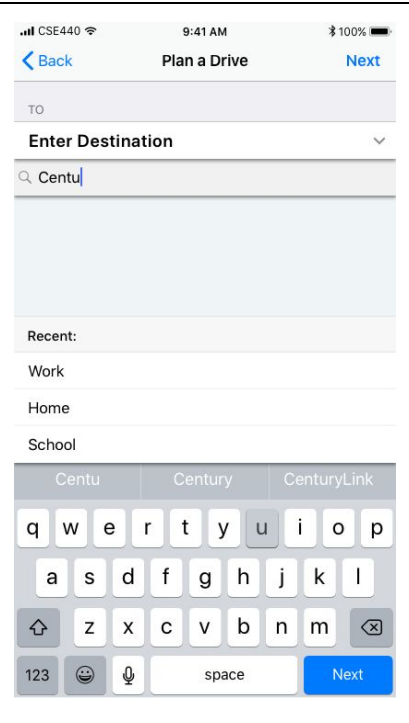 CSE440 9:41 AM 100%
Back Plan a Drive Next
TO
Enter Destination
Centu
Recent:
Work
Home
School
Centu Century CenturyLink
q w e r t y u i o p
a s d f g h j k l
z x c v b n m
123 space Next